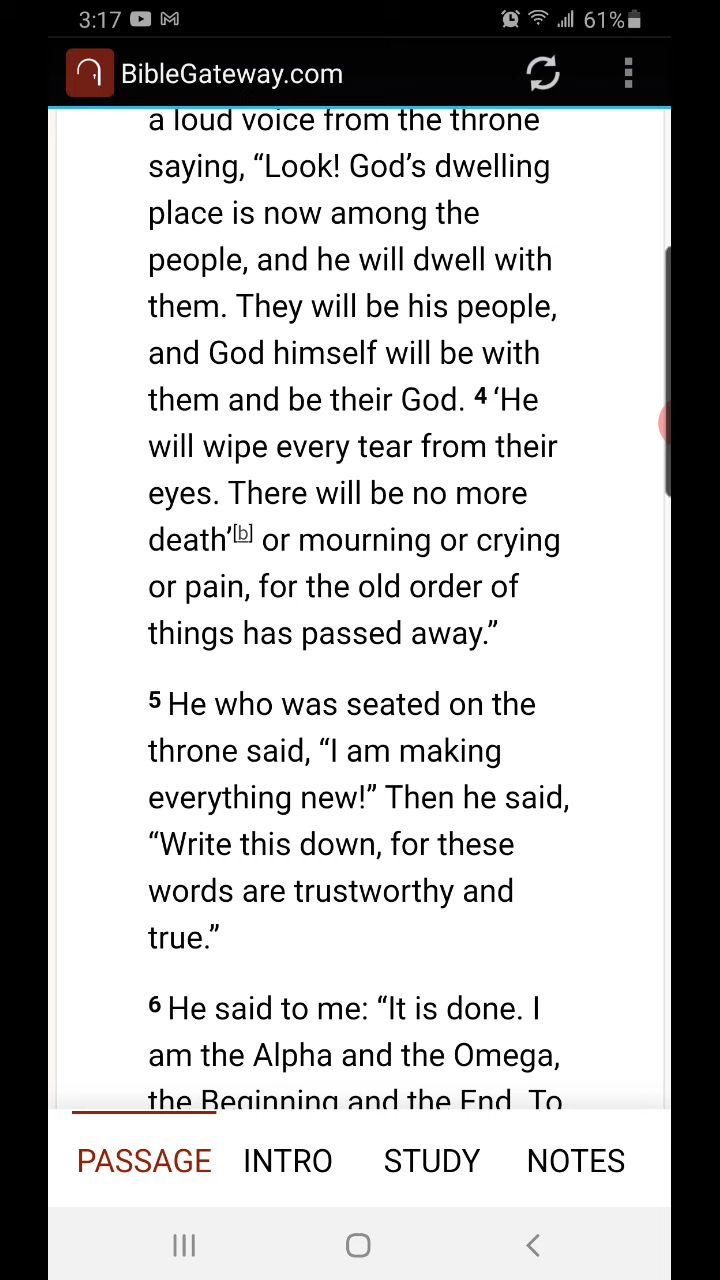 3:17 61%
BibleGateway.com
a loud voice from the throne
saying, “Look! God’s dwelling
place is now among the
people, and he will dwell with
them. They will be his people,
and God himself will be with
them and be their God. 4 ‘He
will wipe every tear from their
eyes. There will be no more
death’[b] or mourning or crying
or pain, for the old order of
things has passed away.”
5 He who was seated on the
throne said, “I am making
everything new!” Then he said,
“Write this down, for these
words are trustworthy and
true.”
6 He said to me: “It is done. I
am the Alpha and the Omega,
the Beginning and the End. To
PASSAGE INTRO STUDY NOTES